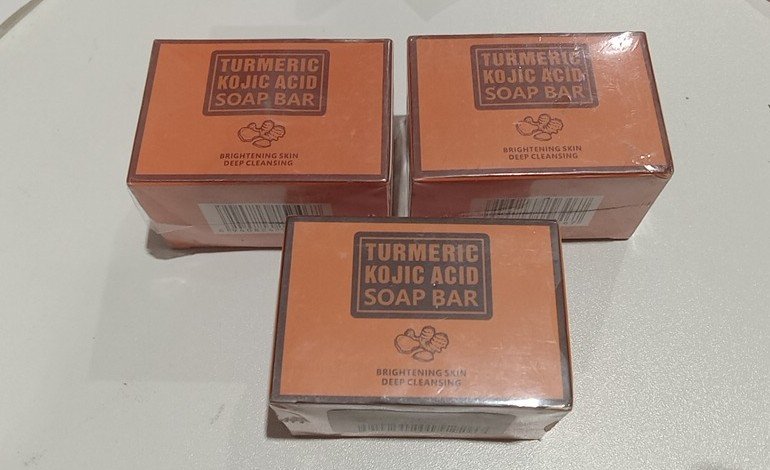 TURMERIC
KOJIC ACID
SOAP BAR
BRIGHTENING SKIN
DEEP CLEANSING
TURMERIC
KOJIC ACID
SOAP BAR
BRIGHTENING SKIN
DEEP CLEANSING
TURMERIC
KOJIC ACID
SOAP BAR
BRIGHTENING SKIN
DEEP CLEANSING